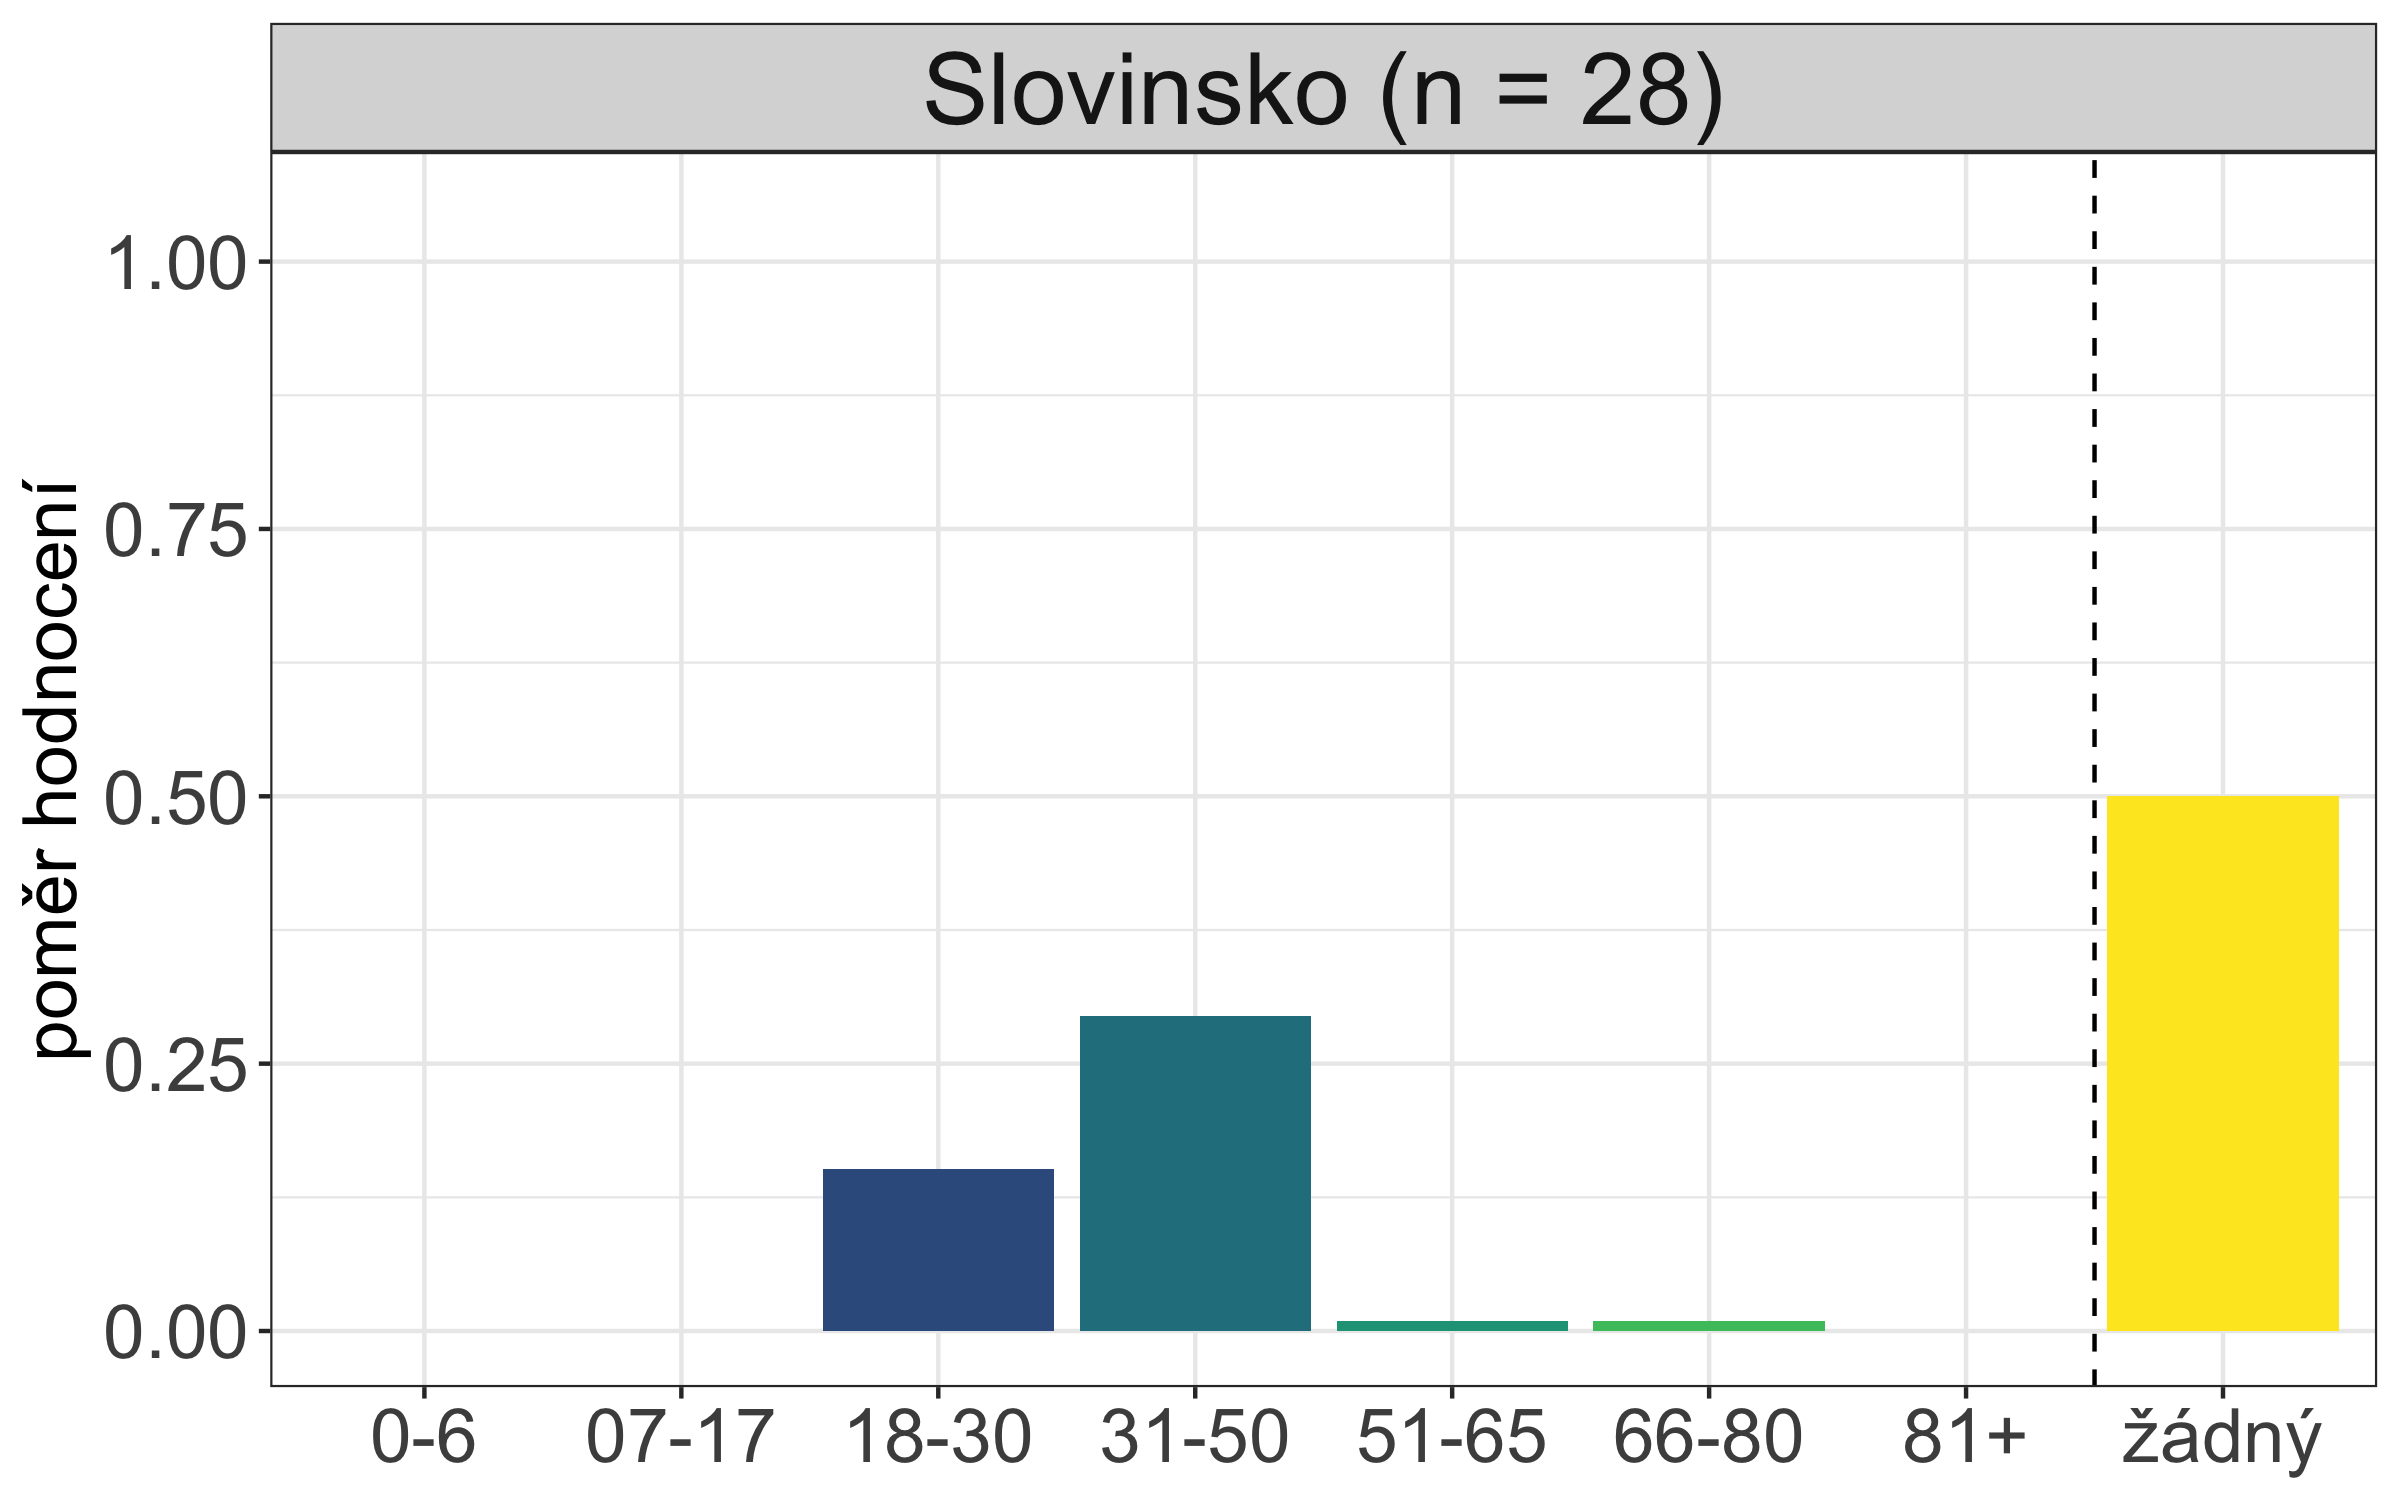 Slovinsko (n = 28)
poměr hodnocení
1.00
0.75
0.50
0.25
0.00
0-6 07-17 18-30 31-50 51-65 66-80 81+ žádný